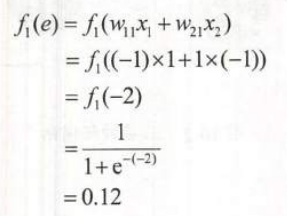 f₁(e) = f₁(w₁₁x₁ + w₂₁x₂)
= f₁((−1)×1+1×(−1))
= f₁(−2)
= 1/(1+e^−(−2))
= 0.12